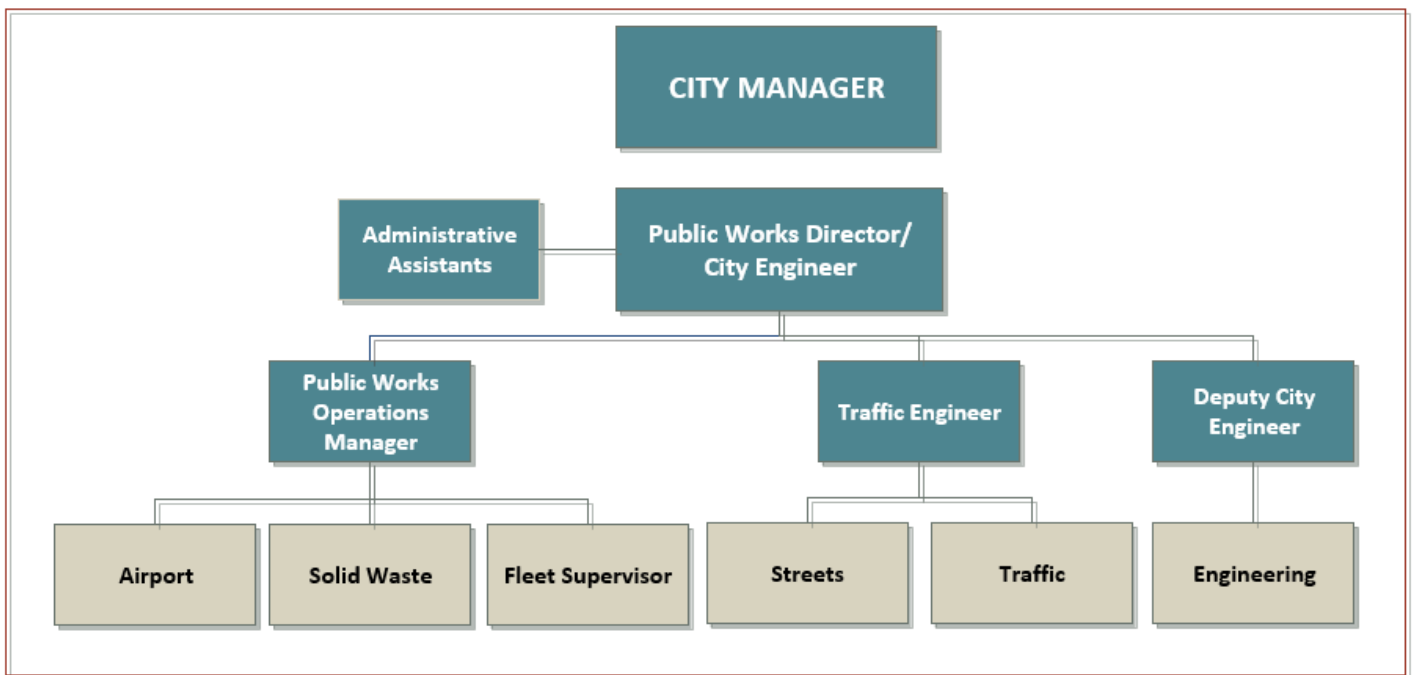 CITY MANAGER
Administrative
Assistants
Public Works Director/
City Engineer
Public Works
Operations
Manager
Traffic Engineer
Deputy City
Engineer
Airport
Solid Waste
Fleet Supervisor
Streets
Traffic
Engineering